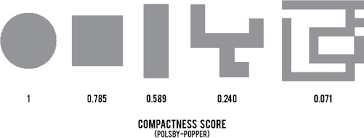 1 0.785 0.589 0.240 0.071
COMPACTNESS SCORE
(POLSBY-POPPER)